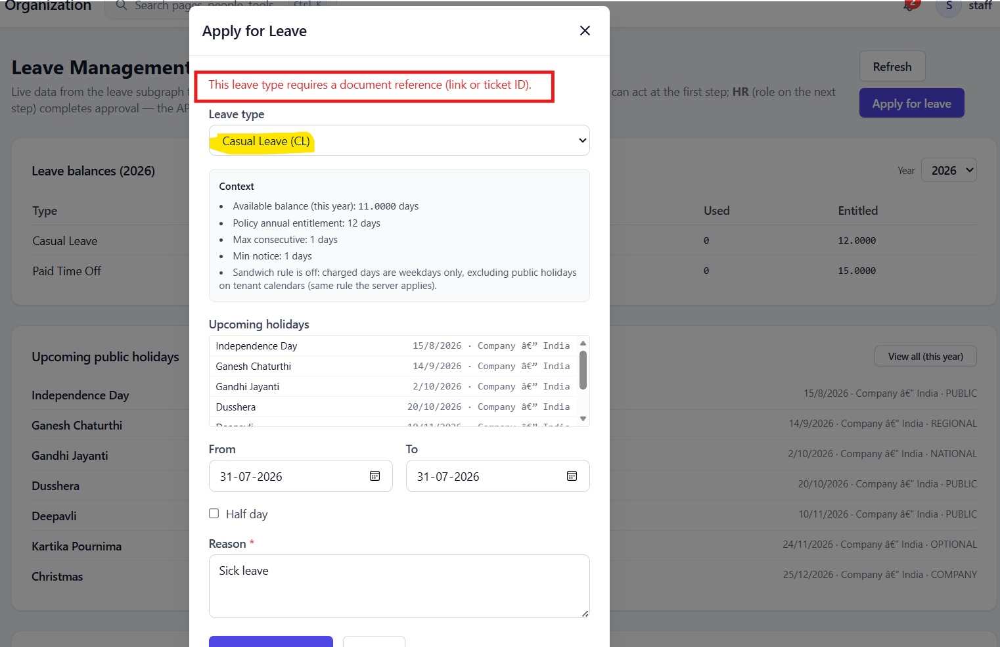 Organization
Search pages, people, tools
Ctrl K
2
S
staff
Apply for Leave
Leave Management
Refresh
Live data from the leave subgraph
can act at the first step; HR (role on the next
step) completes approval — the AP
Apply for leave
This leave type requires a document reference (link or ticket ID).
Leave type
Casual Leave (CL)
Leave balances (2026)
Year
2026
Type
Used
Entitled
Casual Leave
0
12.0000
Paid Time Off
0
15.0000
Context
• Available balance (this year): 11.0000 days
• Policy annual entitlement: 12 days
• Max consecutive: 1 days
• Min notice: 1 days
• Sandwich rule is off: charged days are weekdays only, excluding public holidays
on tenant calendars (same rule the server applies).
Upcoming holidays
Independence Day 15/8/2026 · Company â€” India
Ganesh Chaturthi 14/9/2026 · Company â€” India
Gandhi Jayanti 2/10/2026 · Company â€” India
Dusshera 20/10/2026 · Company â€” India
Deepavli 10/11/2026 · Company â€” India
Upcoming public holidays
View all (this year)
Independence Day
15/8/2026 · Company â€“ India · PUBLIC
Ganesh Chaturthi
14/9/2026 · Company â€“ India · REGIONAL
Gandhi Jayanti
2/10/2026 · Company â€“ India · NATIONAL
Dusshera
20/10/2026 · Company â€“ India · PUBLIC
Deepavli
10/11/2026 · Company â€“ India · PUBLIC
Kartika Pournima
24/11/2026 · Company â€“ India · OPTIONAL
Christmas
25/12/2026 · Company â€“ India · COMPANY
From
To
31-07-2026
31-07-2026
Half day
Reason *
Sick leave